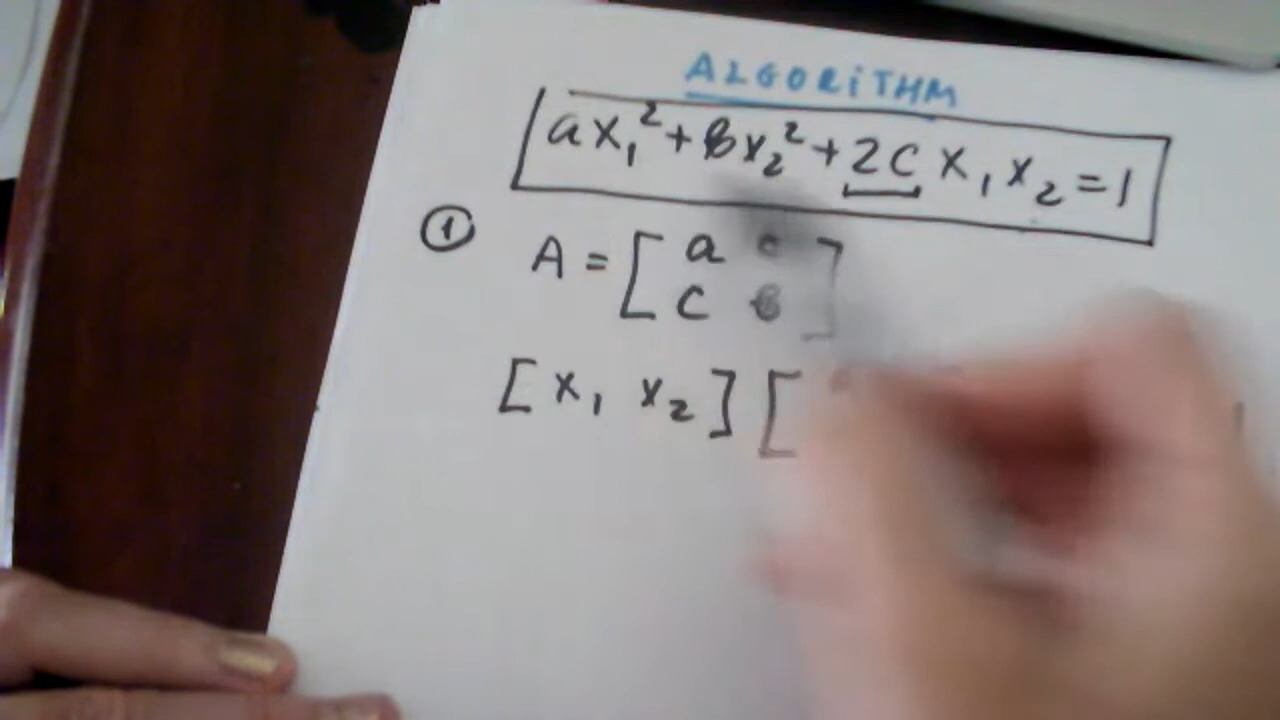 ALGORITHM
ax₁² + bx₂² + 2c x₁x₂ = 1
① A = [ a c
c b ]
[ x₁ x₂ ] [